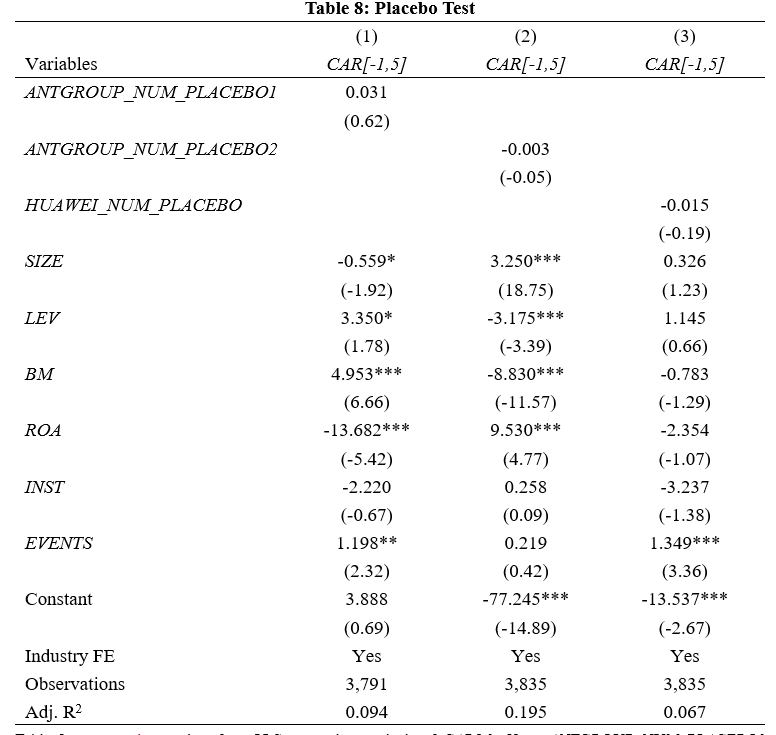 Table 8: Placebo Test
(1) (2) (3)
Variables CAR[-1,5] CAR[-1,5] CAR[-1,5]
ANTGROUP_NUM_PLACEBO1 0.031
(0.62)
ANTGROUP_NUM_PLACEBO2 -0.003
(-0.05)
HUAWEI_NUM_PLACEBO -0.015
(-0.19)
SIZE -0.559* 3.250*** 0.326
(-1.92) (18.75) (1.23)
LEV 3.350* -3.175*** 1.145
(1.78) (-3.39) (0.66)
BM 4.953*** -8.830*** -0.783
(6.66) (-11.57) (-1.29)
ROA -13.682*** 9.530*** -2.354
(-5.42) (4.77) (-1.07)
INST -2.220 0.258 -3.237
(-0.67) (0.09) (-1.38)
EVENTS 1.198** 0.219 1.349***
(2.32) (0.42) (3.36)
Constant 3.888 -77.245*** -13.537***
(0.69) (-14.89) (-2.67)
Industry FE Yes Yes Yes
Observations 3,791 3,835 3,835
Adj. R² 0.094 0.195 0.067